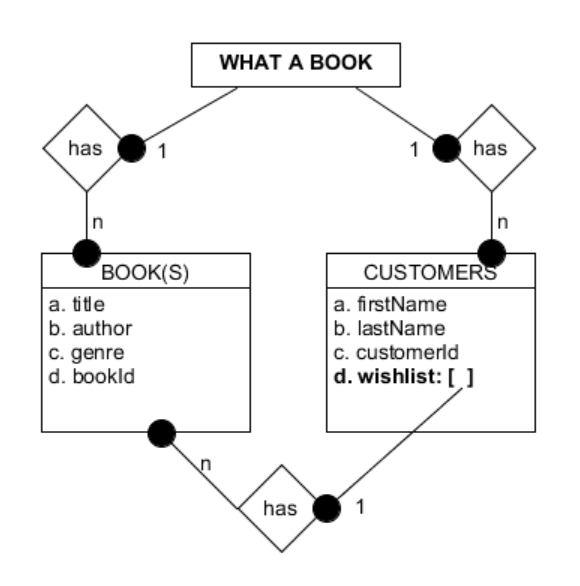 WHAT A BOOK
has
1
1
has
n
n
BOOK(S)
a. title
b. author
c. genre
d. bookId
CUSTOMERS
a. firstName
b. lastName
c. customerId
d. wishlist: [ ]
n
has
1